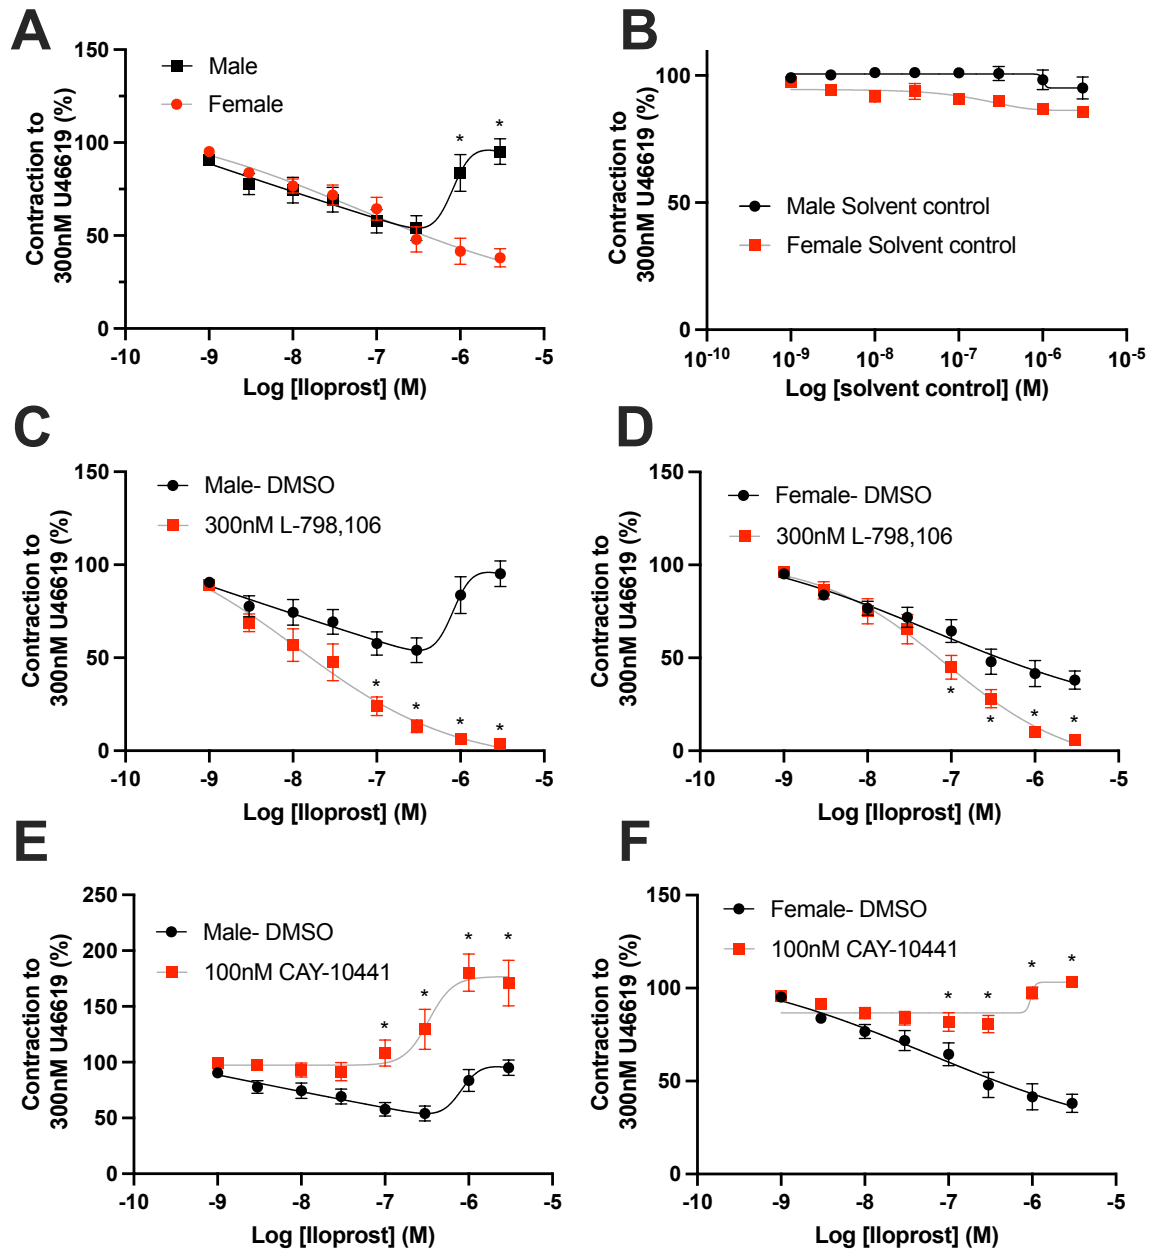 A
150
100
50
0
Contraction to
300nM U46619 (%)
Male
Female
*
*
-10
-9
-8
-7
-6
-5
Log [Iloprost] (M)
B
100
50
0
Contraction to
300nM U46619 (%)
Male Solvent control
Female Solvent control
10-10
10-9
10-8
10-7
10-6
10-5
Log [solvent control] (M)
C
150
100
50
0
Contraction to
300nM U46619 (%)
Male- DMSO
300nM L-798,106
*
*
*
*
-10
-9
-8
-7
-6
-5
Log [Iloprost] (M)
D
150
100
50
0
Contraction to
300nM U46619 (%)
Female- DMSO
300nM L-798,106
*
*
*
*
-10
-9
-8
-7
-6
-5
Log [Iloprost] (M)
E
250
200
150
100
50
0
Contraction to
300nM U46619 (%)
Male- DMSO
100nM CAY-10441
*
*
*
*
-10
-9
-8
-7
-6
-5
Log [Iloprost] (M)
F
150
100
50
0
Contraction to
300nM U46619 (%)
Female- DMSO
100nM CAY-10441
*
*
*
*
-10
-9
-8
-7
-6
-5
Log [Iloprost] (M)